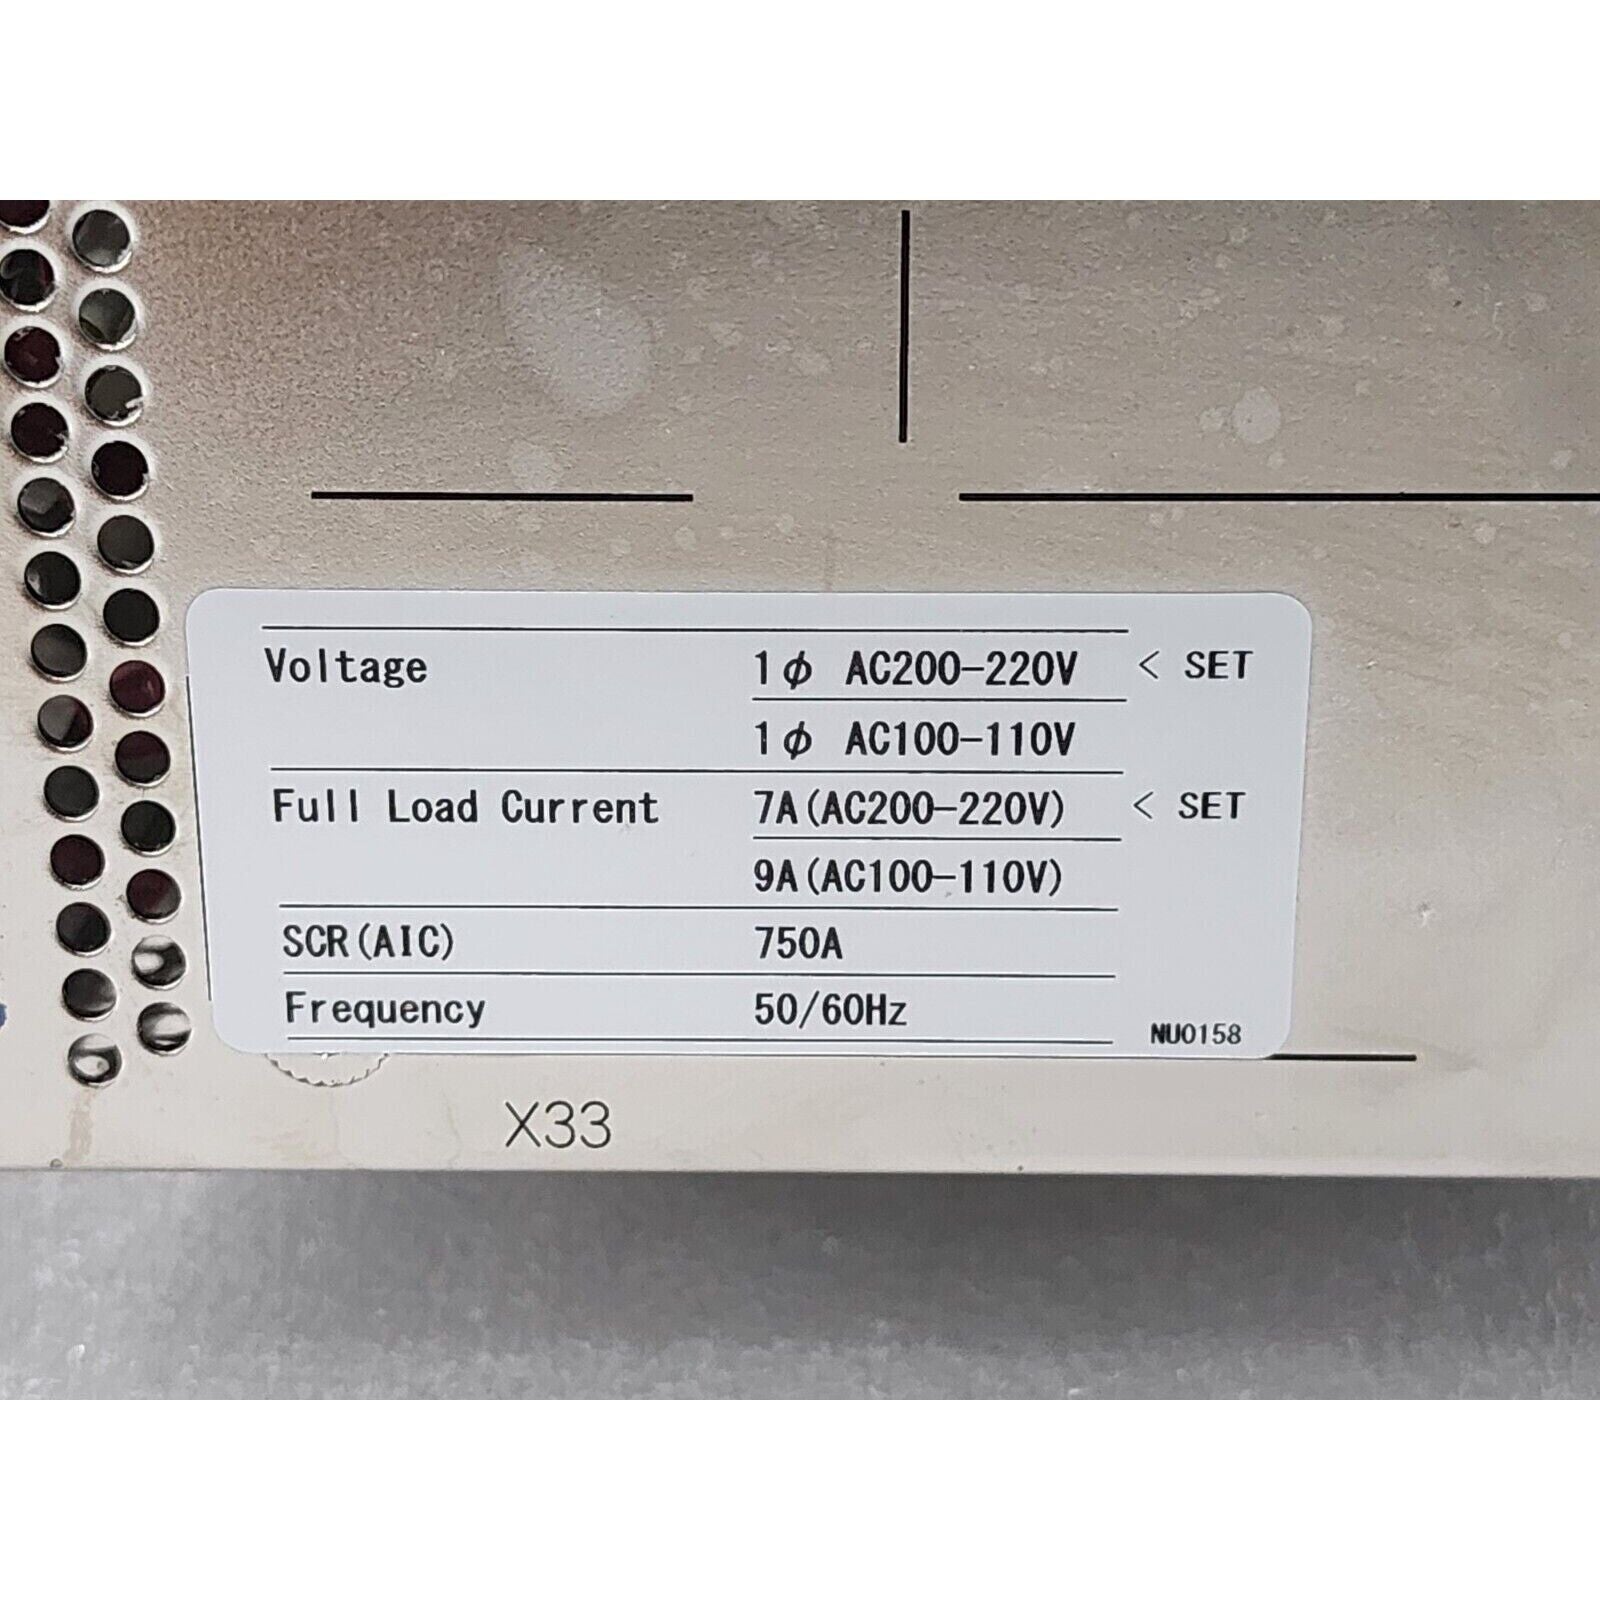 Voltage 1φ AC200-220V < SET
1φ AC100-110V
Full Load Current 7A(AC200-220V) < SET
9A(AC100-110V)
SCR(AIC) 750A
Frequency 50/60Hz
NU0158
X33